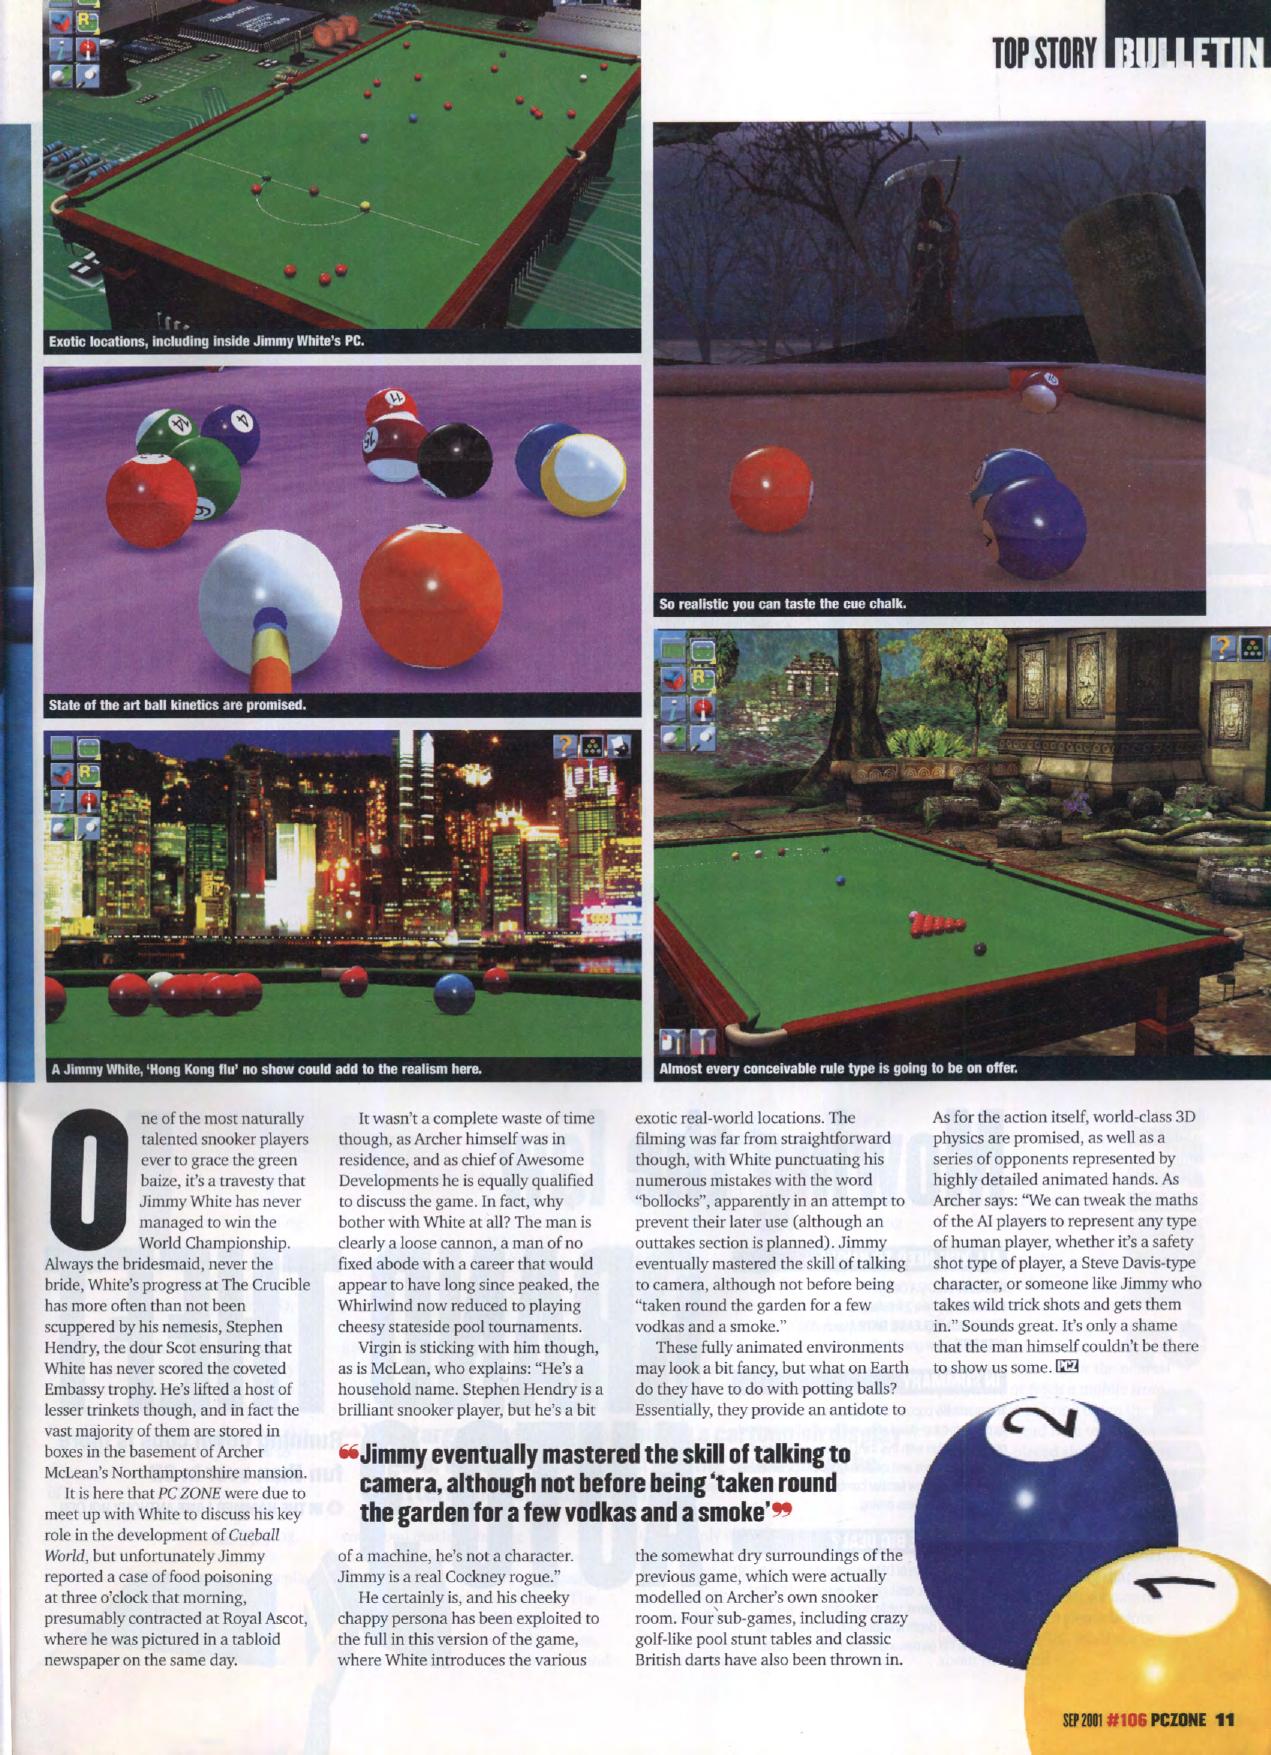 TOP STORY BULLETIN
Exotic locations, including inside Jimmy White's PC.
So realistic you can taste the cue chalk.
State of the art ball kinetics are promised.
A Jimmy White, 'Hong Kong flu' no show could add to the realism here.
Almost every conceivable rule type is going to be on offer.
One of the most naturally
talented snooker players
ever to grace the green
baize, it's a travesty that
Jimmy White has never
managed to win the
World Championship.
Always the bridesmaid, never the
bride, White's progress at The Crucible
has more often than not been
scuppered by his nemesis, Stephen
Hendry, the dour Scot ensuring that
White has never scored the coveted
Embassy trophy. He's lifted a host of
lesser trinkets though, and in fact the
vast majority of them are stored in
boxes in the basement of Archer
McLean's Northamptonshire mansion.
It is here that PC ZONE were due to
meet up with White to discuss his key
role in the development of Cueball
World, but unfortunately Jimmy
reported a case of food poisoning
at three o'clock that morning,
presumably contracted at Royal Ascot,
where he was pictured in a tabloid
newspaper on the same day.
It wasn't a complete waste of time
though, as Archer himself was in
residence, and as chief of Awesome
Developments he is equally qualified
to discuss the game. In fact, why
bother with White at all? The man is
clearly a loose cannon, a man of no
fixed abode with a career that would
appear to have long since peaked, the
Whirlwind now reduced to playing
cheesy stateside pool tournaments.
Virgin is sticking with him though,
as is McLean, who explains: "He's a
household name. Stephen Hendry is a
brilliant snooker player, but he's a bit
of a machine, he's not a character.
Jimmy is a real Cockney rogue."
He certainly is, and his cheeky
chappy persona has been exploited to
the full in this version of the game,
where White introduces the various
exotic real-world locations. The
filming was far from straightforward
though, with White punctuating his
numerous mistakes with the word
"bollocks", apparently in an attempt to
prevent their later use (although an
outtakes section is planned). Jimmy
eventually mastered the skill of talking
to camera, although not before being
"taken round the garden for a few
vodkas and a smoke."
These fully animated environments
may look a bit fancy, but what on Earth
do they have to do with potting balls?
Essentially, they provide an antidote to
the somewhat dry surroundings of the
previous game, which were actually
modelled on Archer's own snooker
room. Four sub-games, including crazy
golf-like pool stunt tables and classic
British darts have also been thrown in.
As for the action itself, world-class 3D
physics are promised, as well as a
series of opponents represented by
highly detailed animated hands. As
Archer says: "We can tweak the maths
of the AI players to represent any type
of human player, whether it's a safety
shot type of player, a Steve Davis-type
character, or someone like Jimmy who
takes wild trick shots and gets them
in." Sounds great. It's only a shame
that the man himself couldn't be there
to show us some. PCZ
“Jimmy eventually mastered the skill of talking to
camera, although not before being 'taken round
the garden for a few vodkas and a smoke'”
2
1
SEP 2001 #106 PCZONE 11